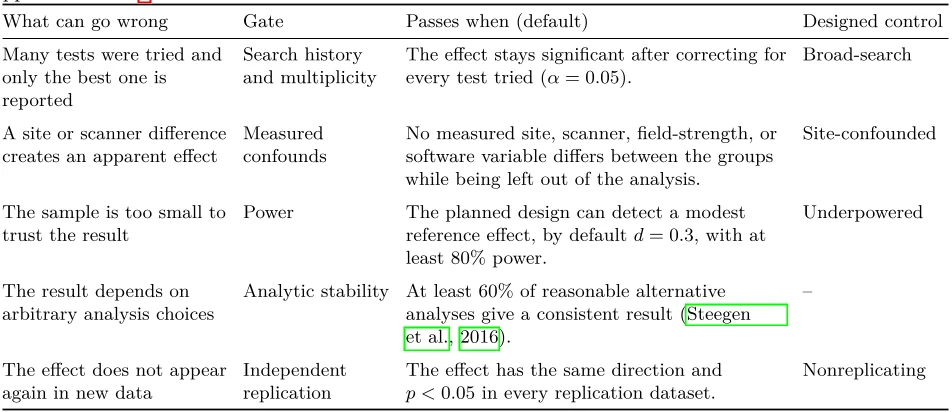 What can go wrong Gate Passes when (default) Designed control
Many tests were tried and Search history The effect stays significant after correcting for Broad-search
only the best one is and multiplicity every test tried (α = 0.05).
reported
A site or scanner difference Measured No measured site, scanner, field-strength, or Site-confounded
creates an apparent effect confounds software variable differs between the groups
while being left out of the analysis.
The sample is too small to Power The planned design can detect a modest Underpowered
trust the result reference effect, by default d = 0.3, with at
least 80% power.
The result depends on Analytic stability At least 60% of reasonable alternative –
arbitrary analysis choices analyses give a consistent result (Steegen
et al., 2016).
The effect does not appear Independent The effect has the same direction and Nonreplicating
again in new data replication p < 0.05 in every replication dataset.